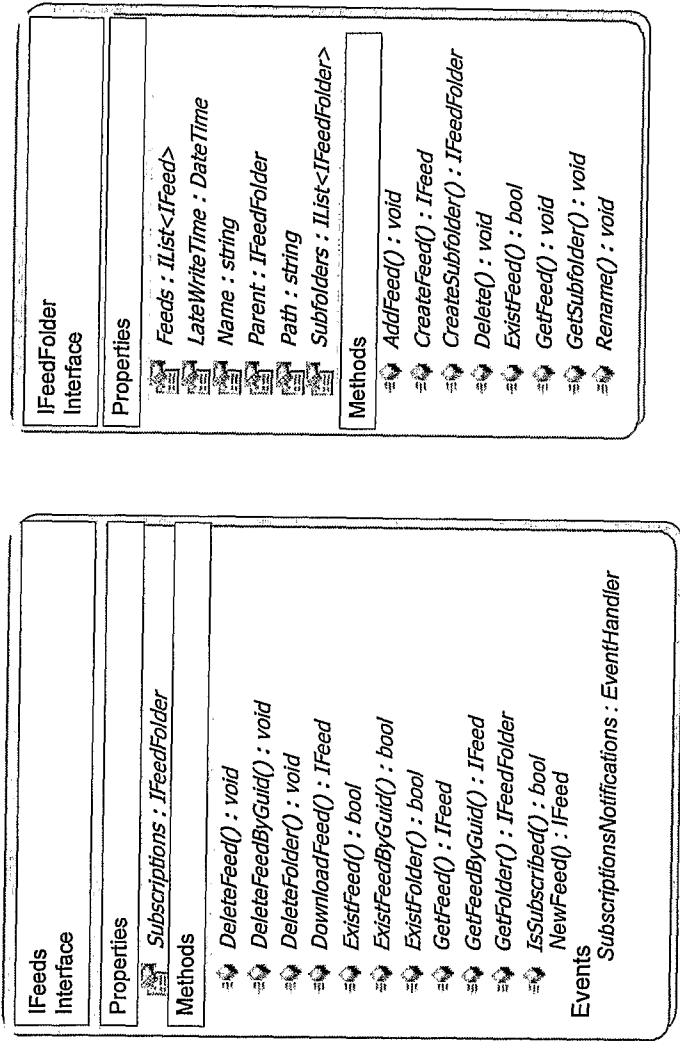 IFeeds
Interface
Properties
Subscriptions : IFeedFolder
Methods
DeleteFeed() : void
DeleteFeedByGuid() : void
DeleteFolder() : void
DownloadFeed() : IFeed
ExistFeed() : bool
ExistFeedByGuid() : bool
ExistFolder() : bool
GetFeed() : IFeed
GetFeedByGuid() : IFeed
GetFolder() : IFeedFolder
IsSubscribed() : bool
NewFeed() : IFeed
Events
SubscriptionsNotifications : EventHandler
IFeedFolder
Interface
Properties
Feeds : IList<IFeed>
LateWriteTime : DateTime
Name : string
Parent : IFeedFolder
Path : string
Subfolders : IList<IFeedFolder>
Methods
AddFeed() : void
CreateFeed() : IFeed
CreateSubfolder() : IFeedFolder
Delete() : void
ExistFeed() : bool
GetFeed() : void
GetSubfolder() : void
Rename() : void